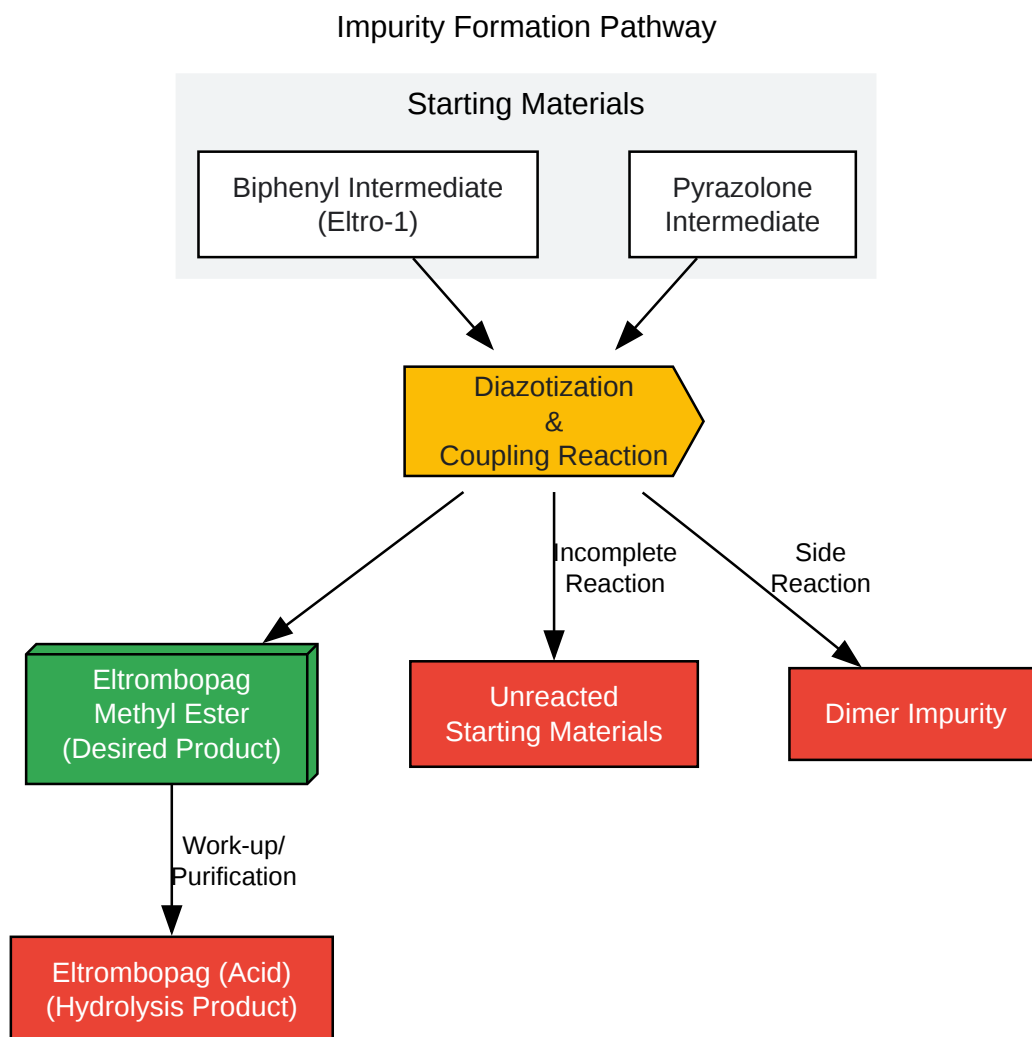 Impurity Formation Pathway
Starting Materials
Biphenyl Intermediate
(Eltro-1)
Pyrazolone
Intermediate
Diazotization
&
Coupling Reaction
Incomplete
Reaction
Side
Reaction
Eltrombopag
Methyl Ester
(Desired Product)
Unreacted
Starting Materials
Dimer Impurity
Work-up/
Purification
Eltrombopag (Acid)
(Hydrolysis Product)